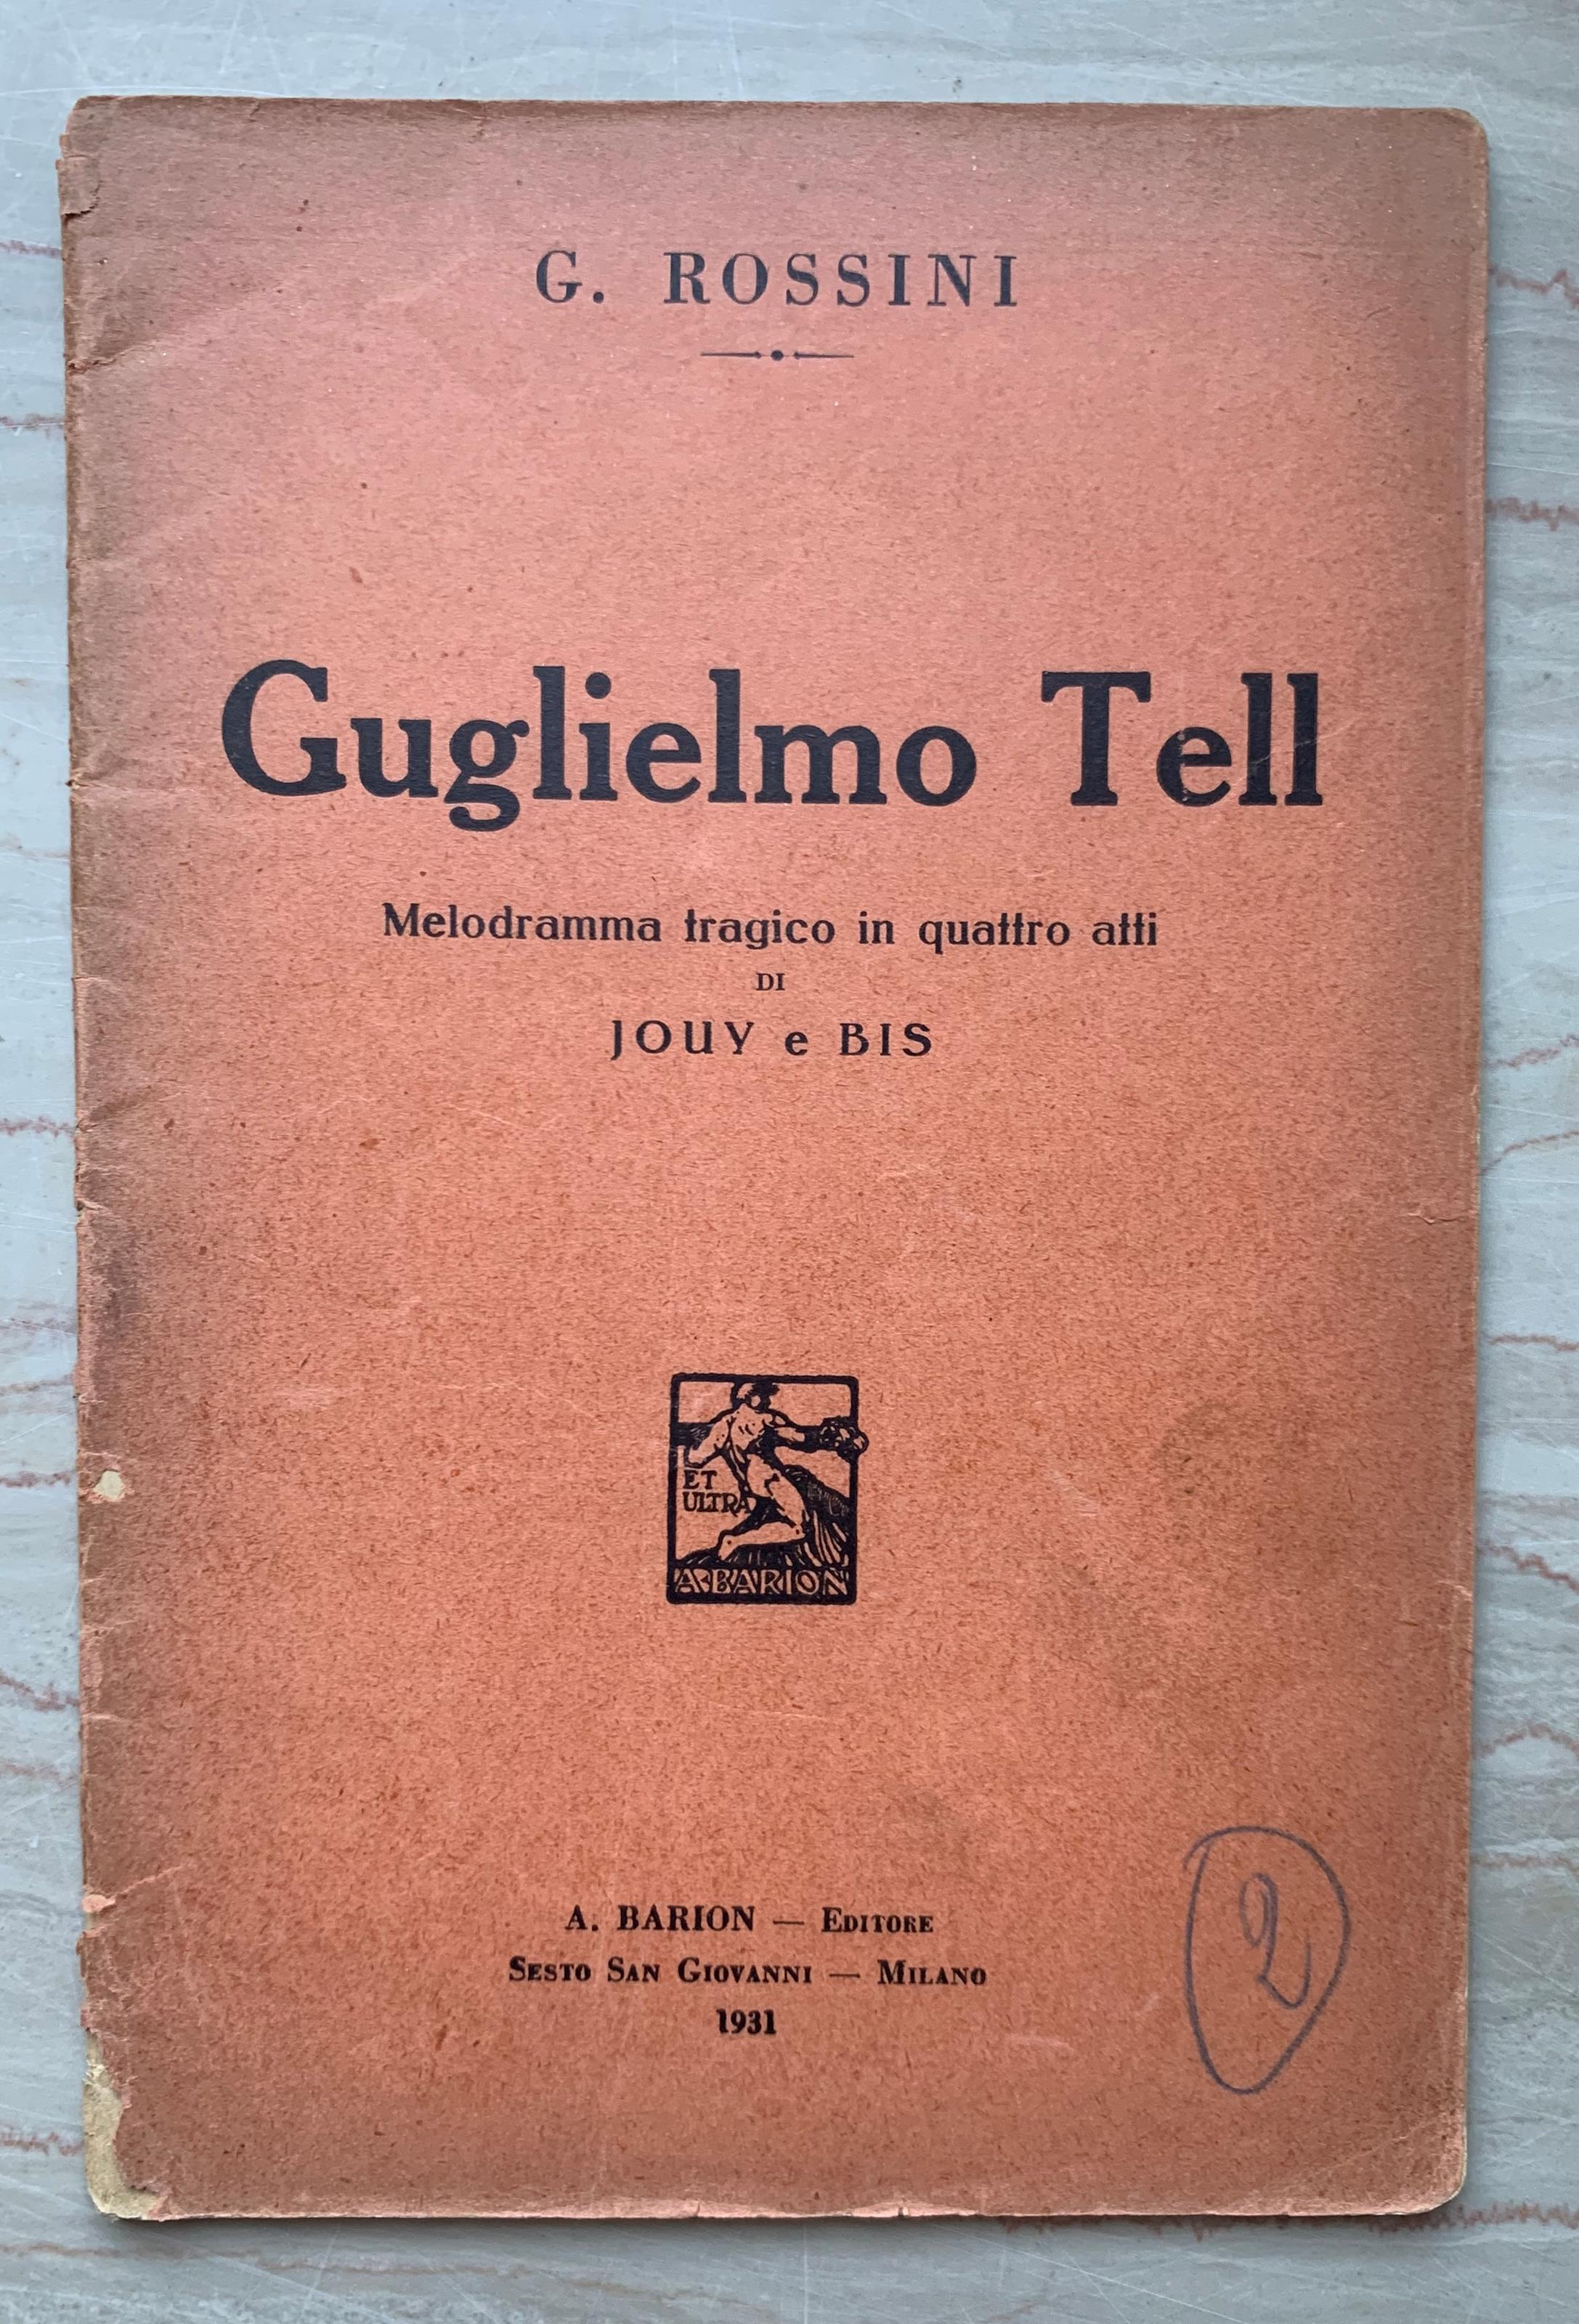 G. ROSSINI
Guglielmo Tell
Melodramma tragico in quattro atti
DI
JOUY e BIS
ET
ULTRA
A·BARION
A. BARION — EDITORE
SESTO SAN GIOVANNI — MILANO
1931
2